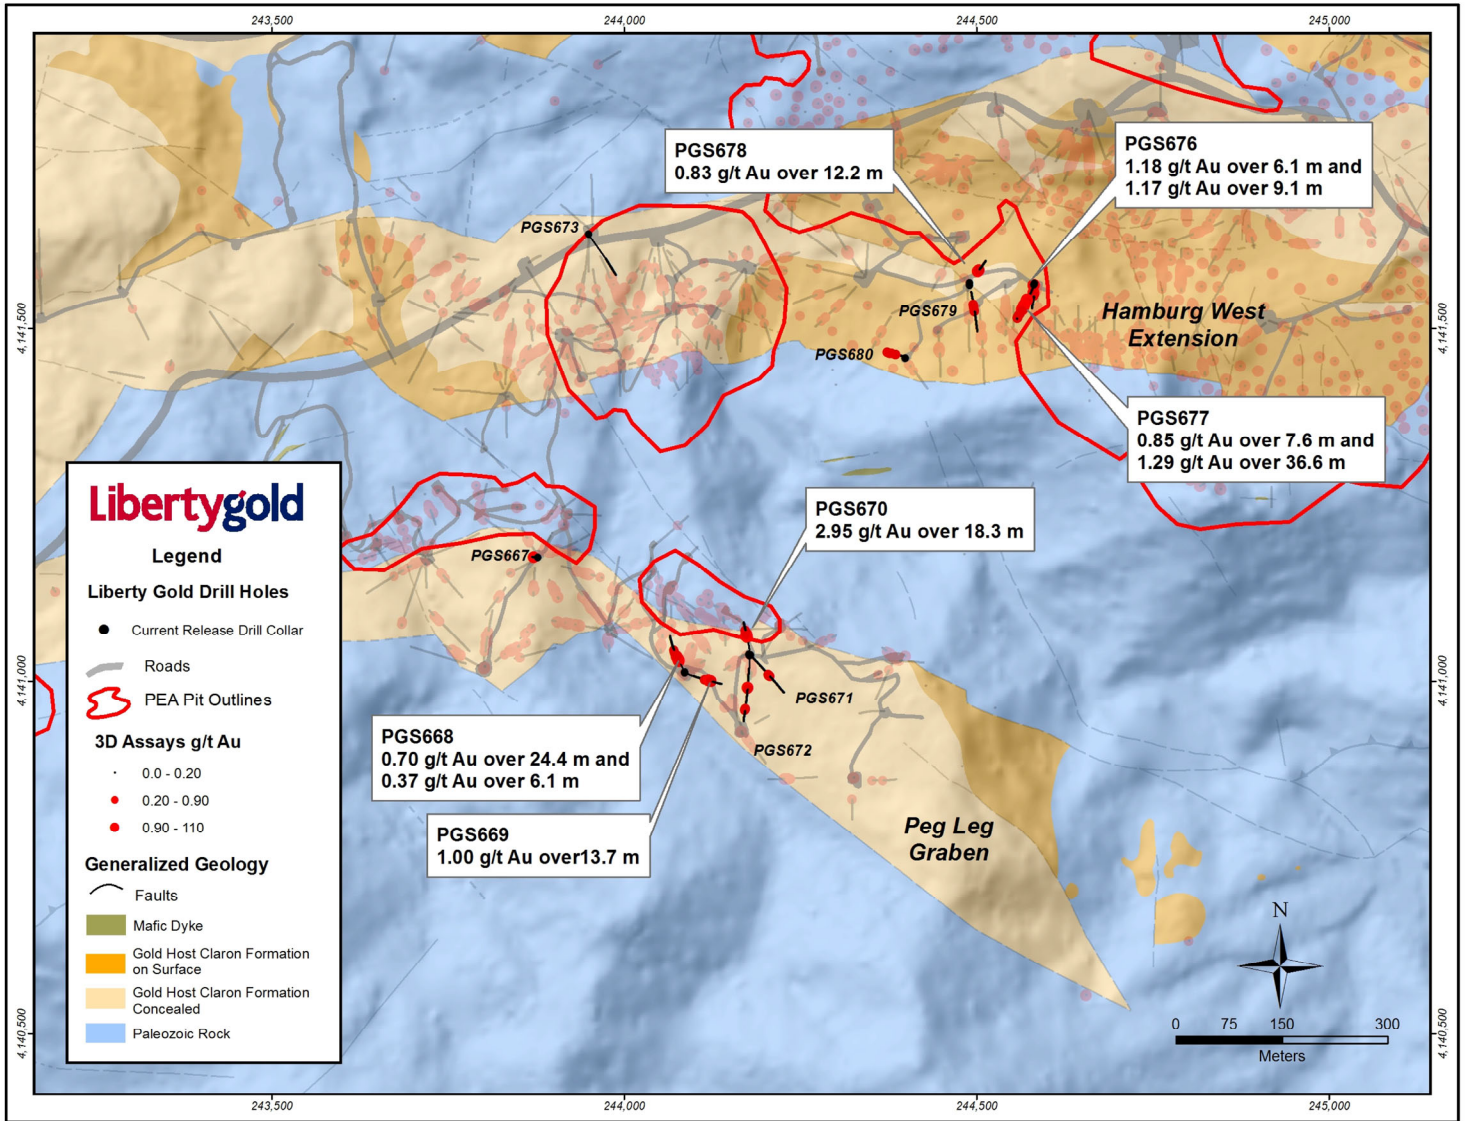 243,500
244,000
244,500
245,000
PGS678
0.83 g/t Au over 12.2 m
PGS676
1.18 g/t Au over 6.1 m and
1.17 g/t Au over 9.1 m
PGS673
4,141,500
4,141,500
PGS679
Hamburg West
Extension
PGS680
PGS677
0.85 g/t Au over 7.6 m and
1.29 g/t Au over 36.6 m
PGS670
2.95 g/t Au over 18.3 m
PGS667
4,141,000
4,141,000
PGS671
PGS672
PGS668
0.70 g/t Au over 24.4 m and
0.37 g/t Au over 6.1 m
PGS669
1.00 g/t Au over13.7 m
Peg Leg
Graben
Libertygold
Legend
Liberty Gold Drill Holes
Current Release Drill Collar
Roads
PEA Pit Outlines
3D Assays g/t Au
0.0 - 0.20
0.20 - 0.90
0.90 - 110
Generalized Geology
Faults
Mafic Dyke
Gold Host Claron Formation
on Surface
Gold Host Claron Formation
Concealed
Paleozoic Rock
N
0 75 150 300
Meters
4,140,500
4,140,500
243,500
244,000
244,500
245,000